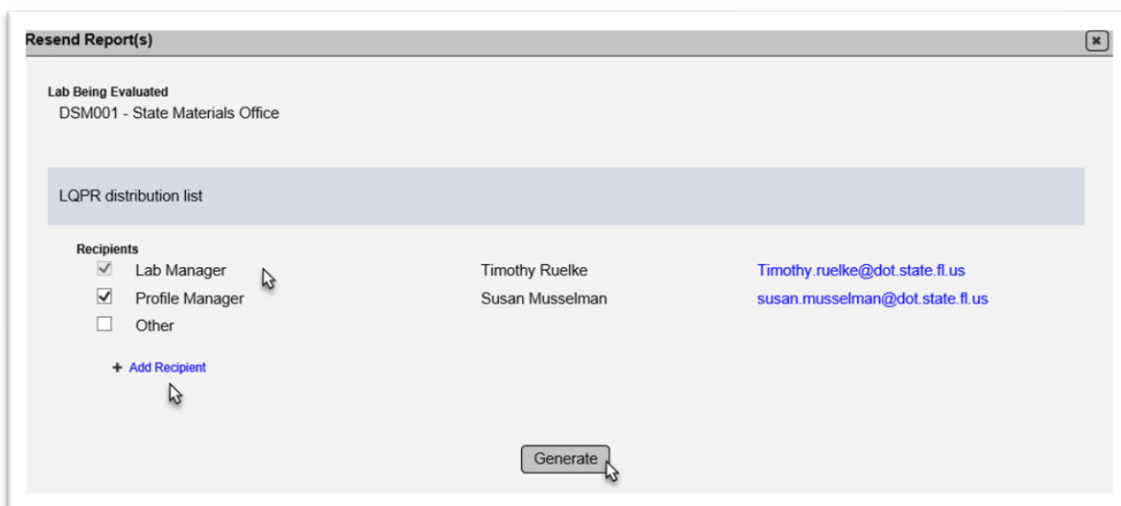 Resend Report(s)
Lab Being Evaluated
DSM001 - State Materials Office
LQPR distribution list
Recipients
Lab Manager Timothy Ruelke Timothy.ruelke@dot.state.fl.us
Profile Manager Susan Musselman susan.musselman@dot.state.fl.us
Other
+ Add Recipient
Generate